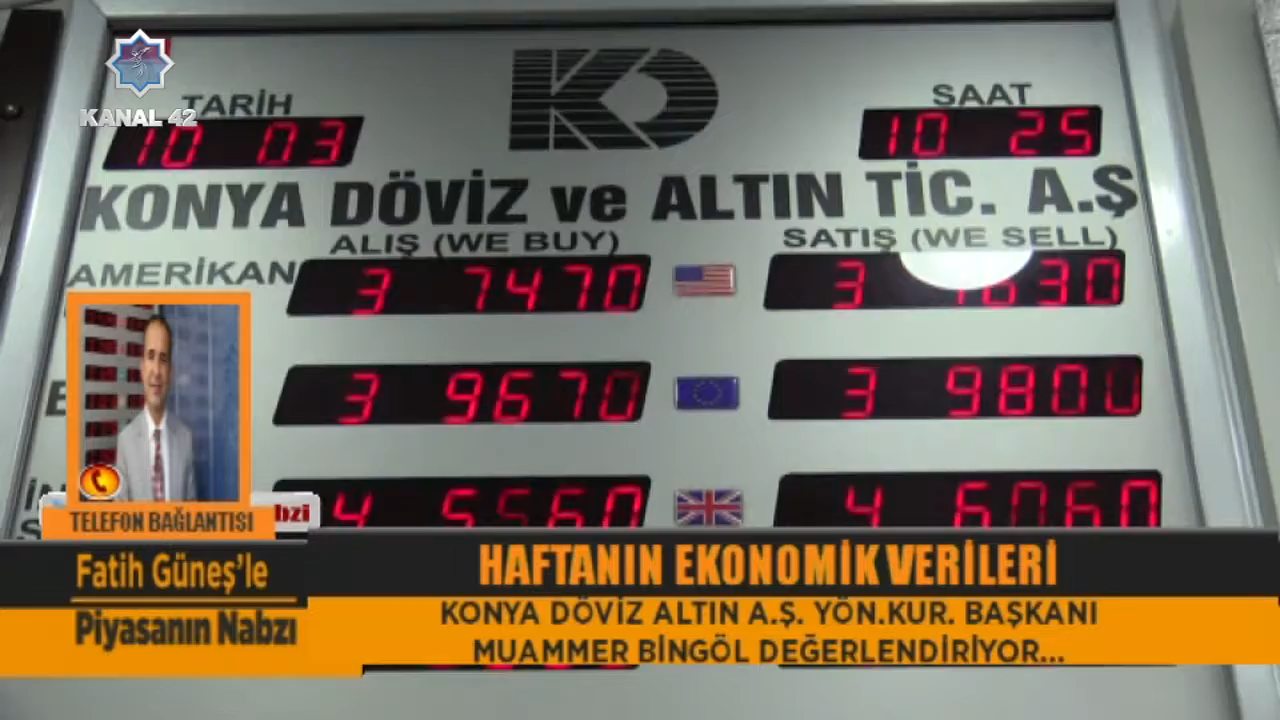 KANAL 42
TARİH
10 03
KD
SAAT
10 25
KONYA DÖVİZ ve ALTIN TİC. A.Ş
ALIŞ (WE BUY)
SATIŞ (WE SELL)
AMERİKAN
3 7470
3 9670
3 9800
4 5560
4 6060
TELEFON BAĞLANTISI
Fatih Güneş'le
Piyasanın Nabzı
HAFTANIN EKONOMİK VERİLERİ
KONYA DÖVİZ ALTIN A.Ş. YÖN.KUR. BAŞKANI
MUAMMER BİNGÖL DEĞERLENDİRİYOR...